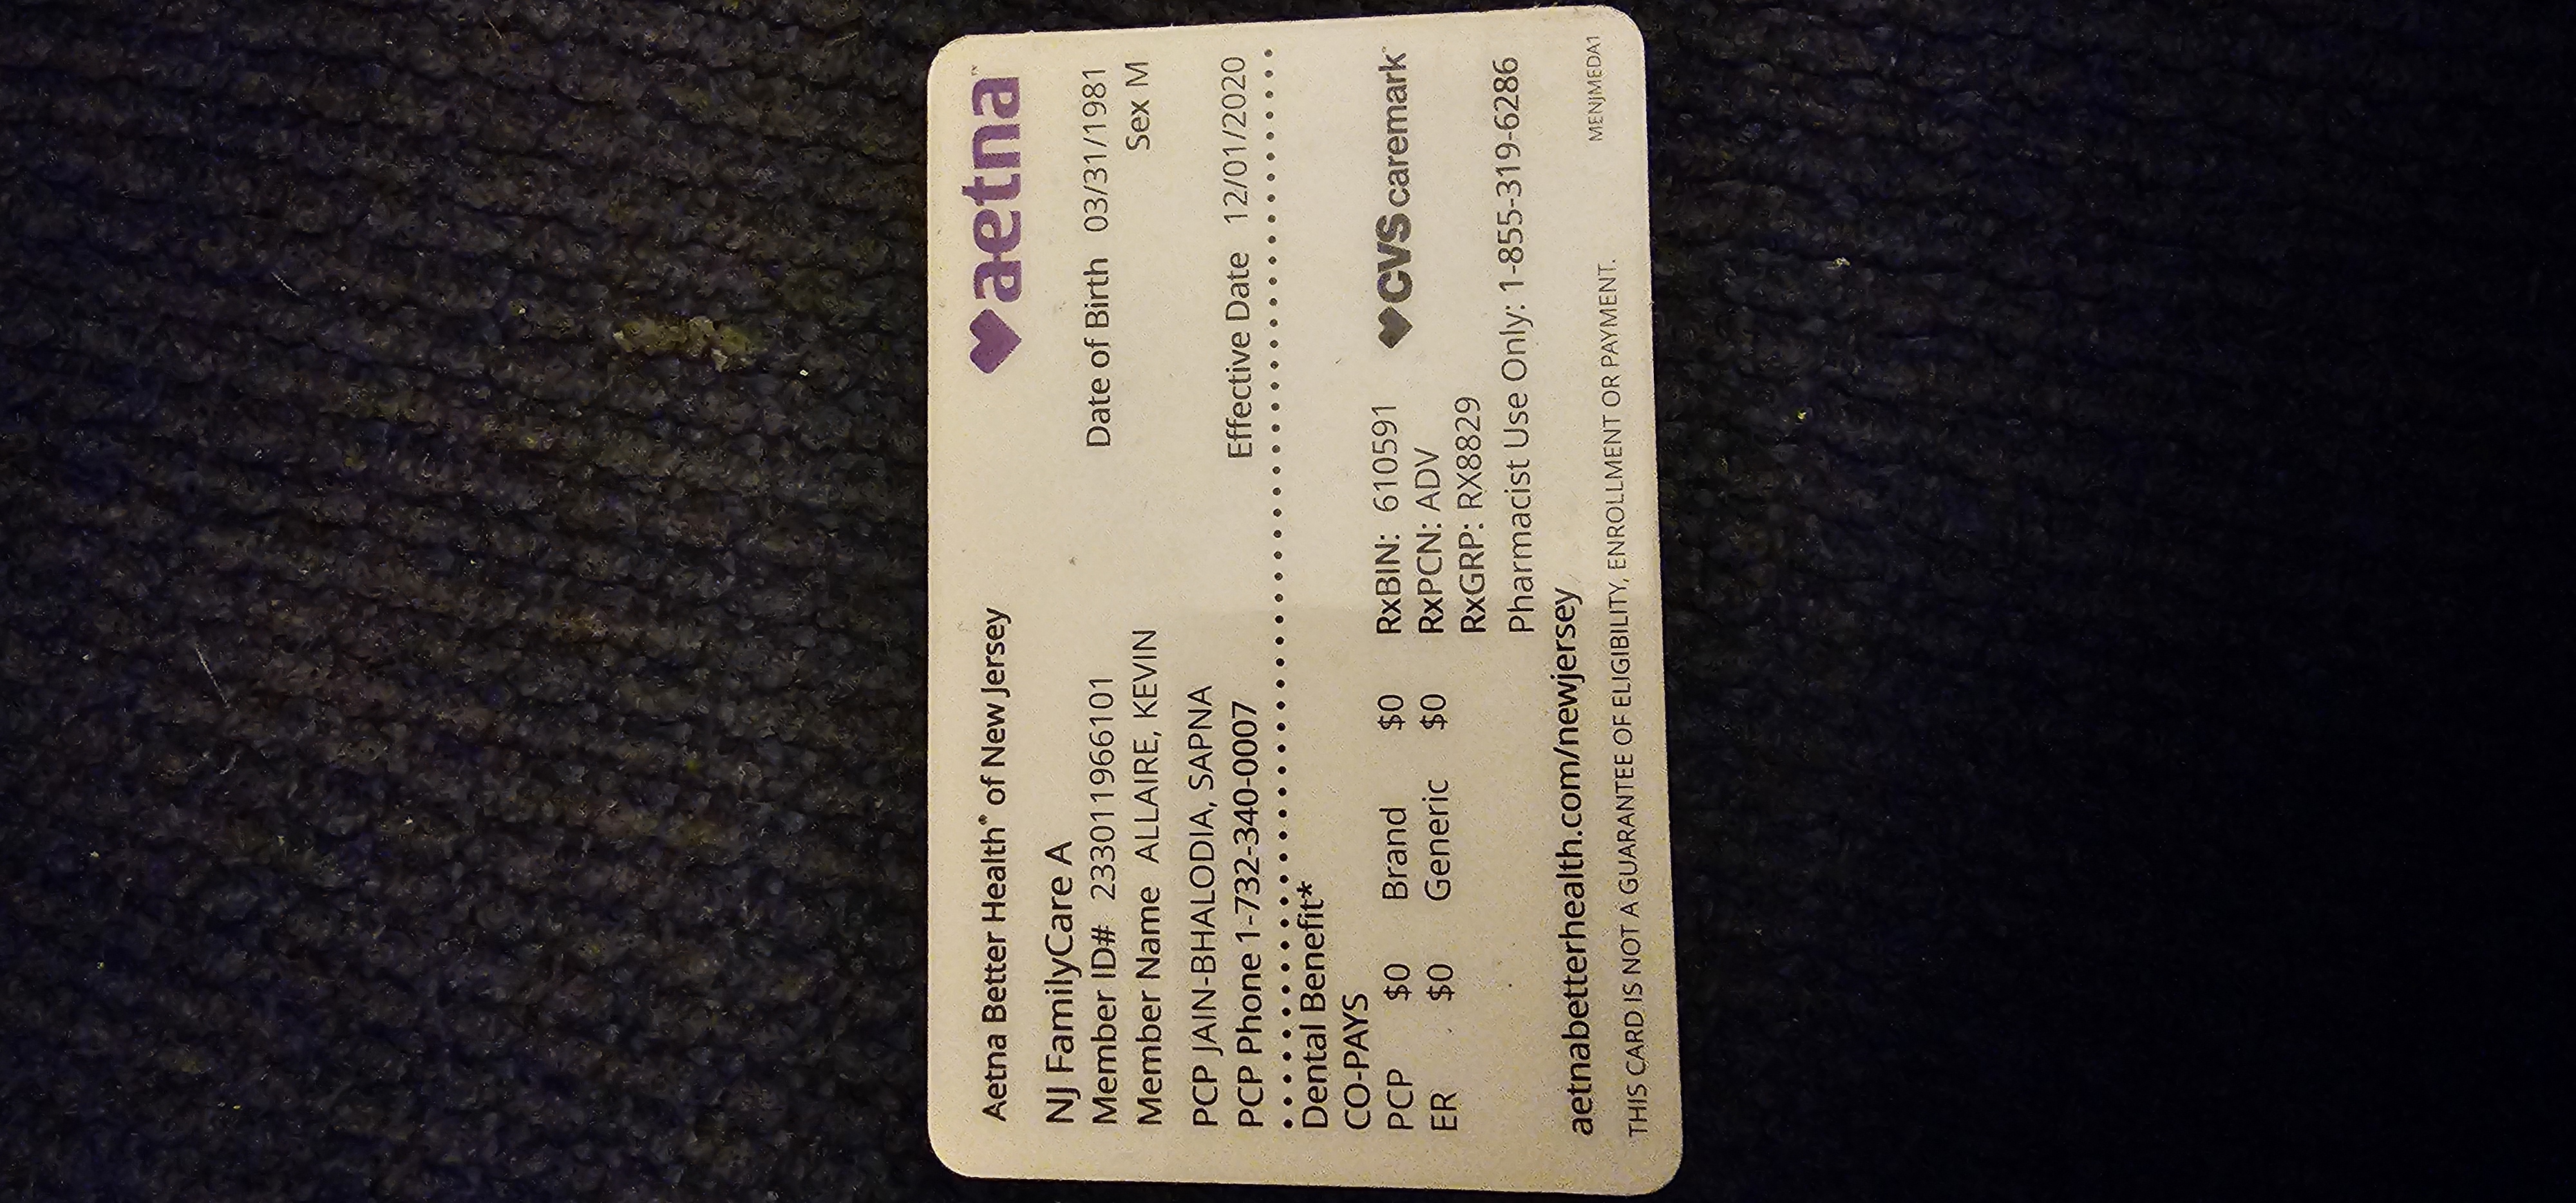 Aetna Better Health® of New Jersey
aetna™
NJ FamilyCare A
Member ID# 233011966101 Date of Birth 03/31/1981
Member Name ALLAIRE, KEVIN Sex M
PCP JAIN-BHALODIA, SAPNA
PCP Phone 1-732-340-0007 Effective Date 12/01/2020
Dental Benefit*
CO-PAYS
PCP $0 Brand $0 RxBIN: 610591 CVS caremark™
ER $0 Generic $0 RxPCN: ADV
RxGRP: RX8829
Pharmacist Use Only: 1-855-319-6286
aetnabetterhealth.com/newjersey
THIS CARD IS NOT A GUARANTEE OF ELIGIBILITY, ENROLLMENT OR PAYMENT. MENJMEDA1